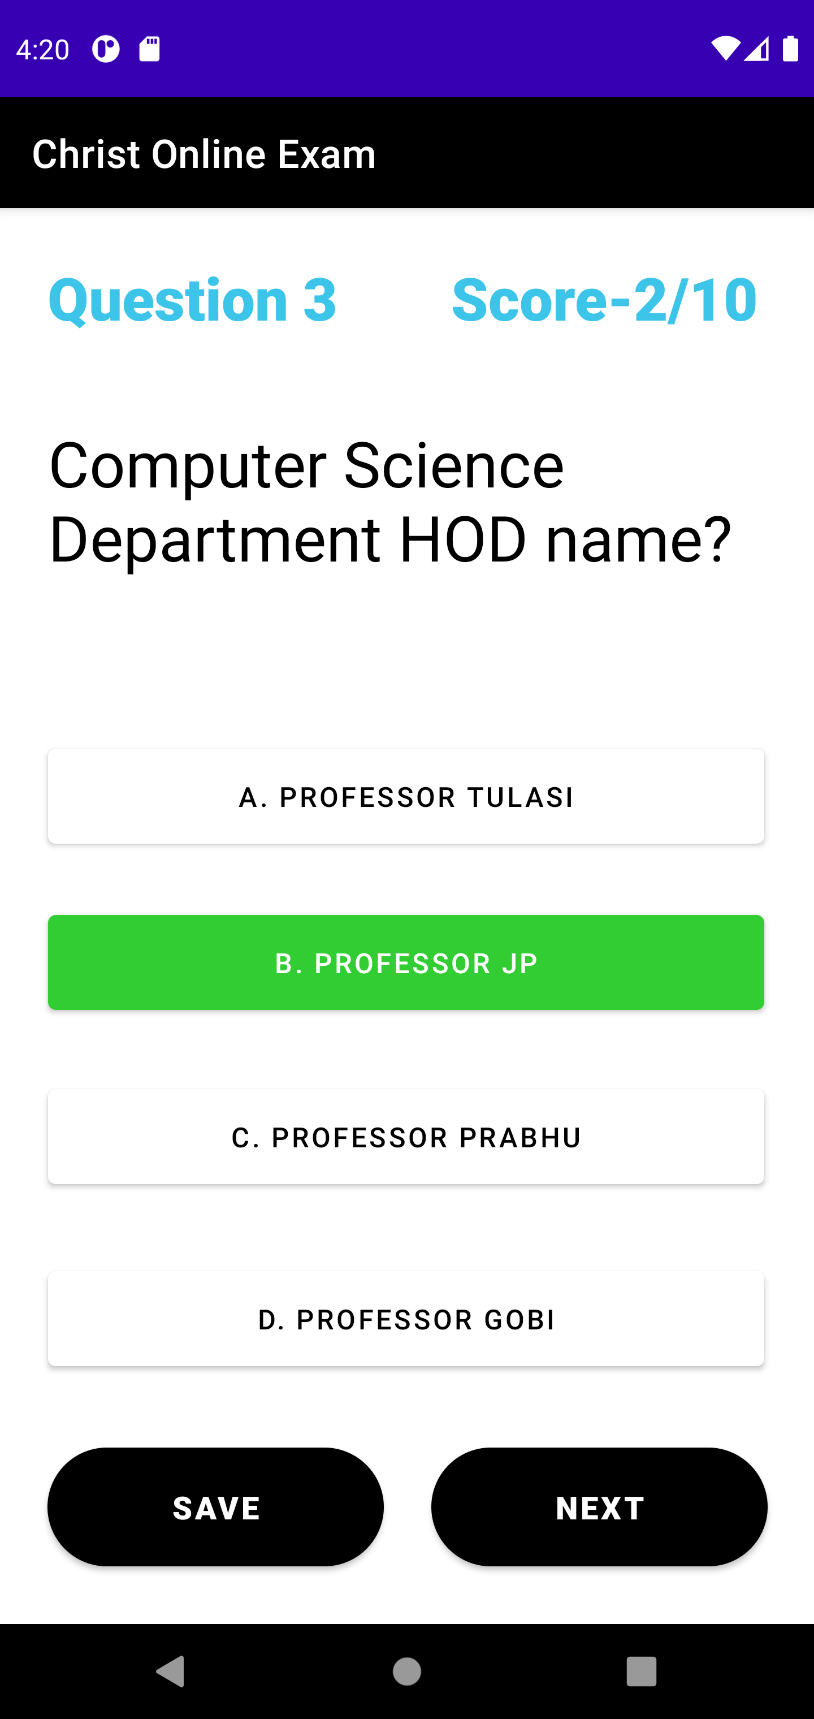 4:20
Christ Online Exam
Question 3
Score-2/10
Computer Science
Department HOD name?
A. PROFESSOR TULASI
B. PROFESSOR JP
C. PROFESSOR PRABHU
D. PROFESSOR GOBI
SAVE
NEXT